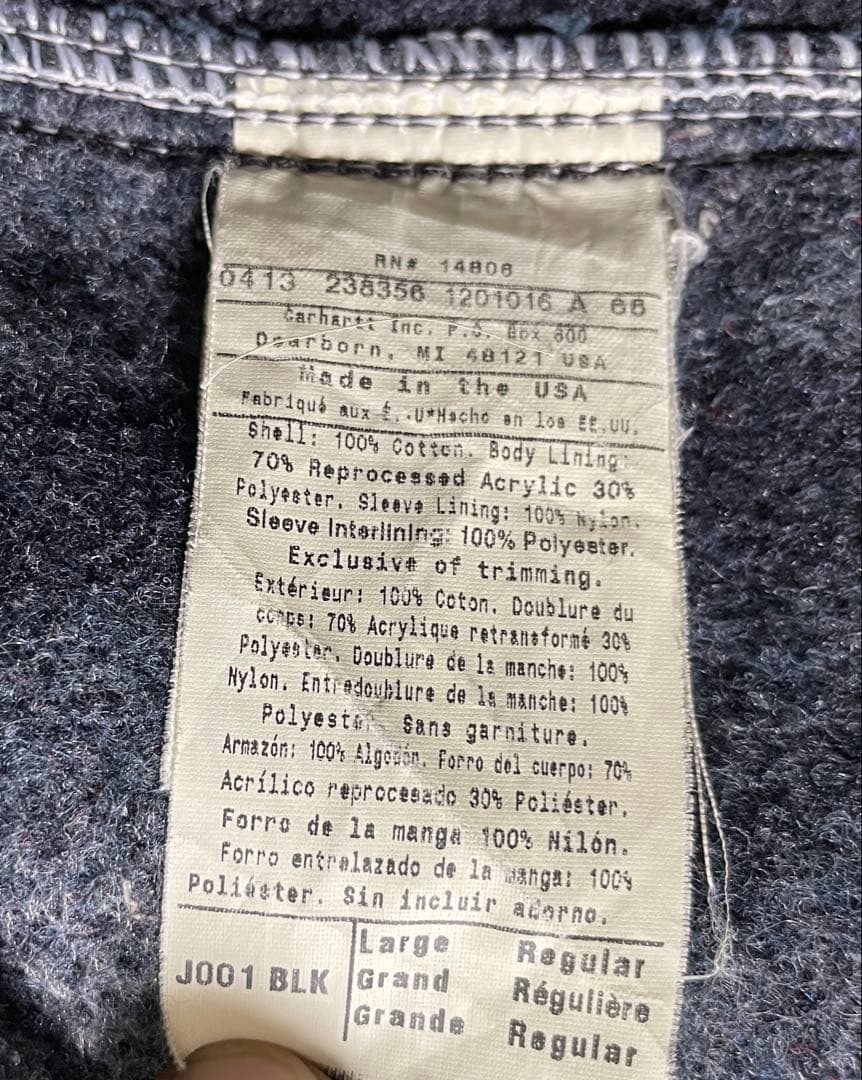 RN# 14806
0413 238356 1201016 A 66
Carhartt Inc. P.O. Box 600
Dearborn, MI 48121 USA
Made in the USA
Fabriqué aux É.-U*Hecho en los EE.UU.
Shell: 100% Cotton. Body Lining:
70% Reprocessed Acrylic 30%
Polyester. Sleeve Lining: 100% Nylon.
Sleeve Interlining: 100% Polyester.
Exclusive of trimming.
Extérieur: 100% Coton. Doublure du
corps: 70% Acrylique retransformé 30%
Polyester. Doublure de la manche: 100%
Nylon. Entredoublure de la manche: 100%
Polyester. Sans garniture.
Armazón: 100% Algodón. Forro del cuerpo: 70%
Acrílico reprocesado 30% Poliéster.
Forro de la manga 100% Nilón.
Forro entrelazado de la manga: 100%
Poliéster. Sin incluir adorno.
J001 BLK
Large Regular
Grand Régulière
Grande Regular